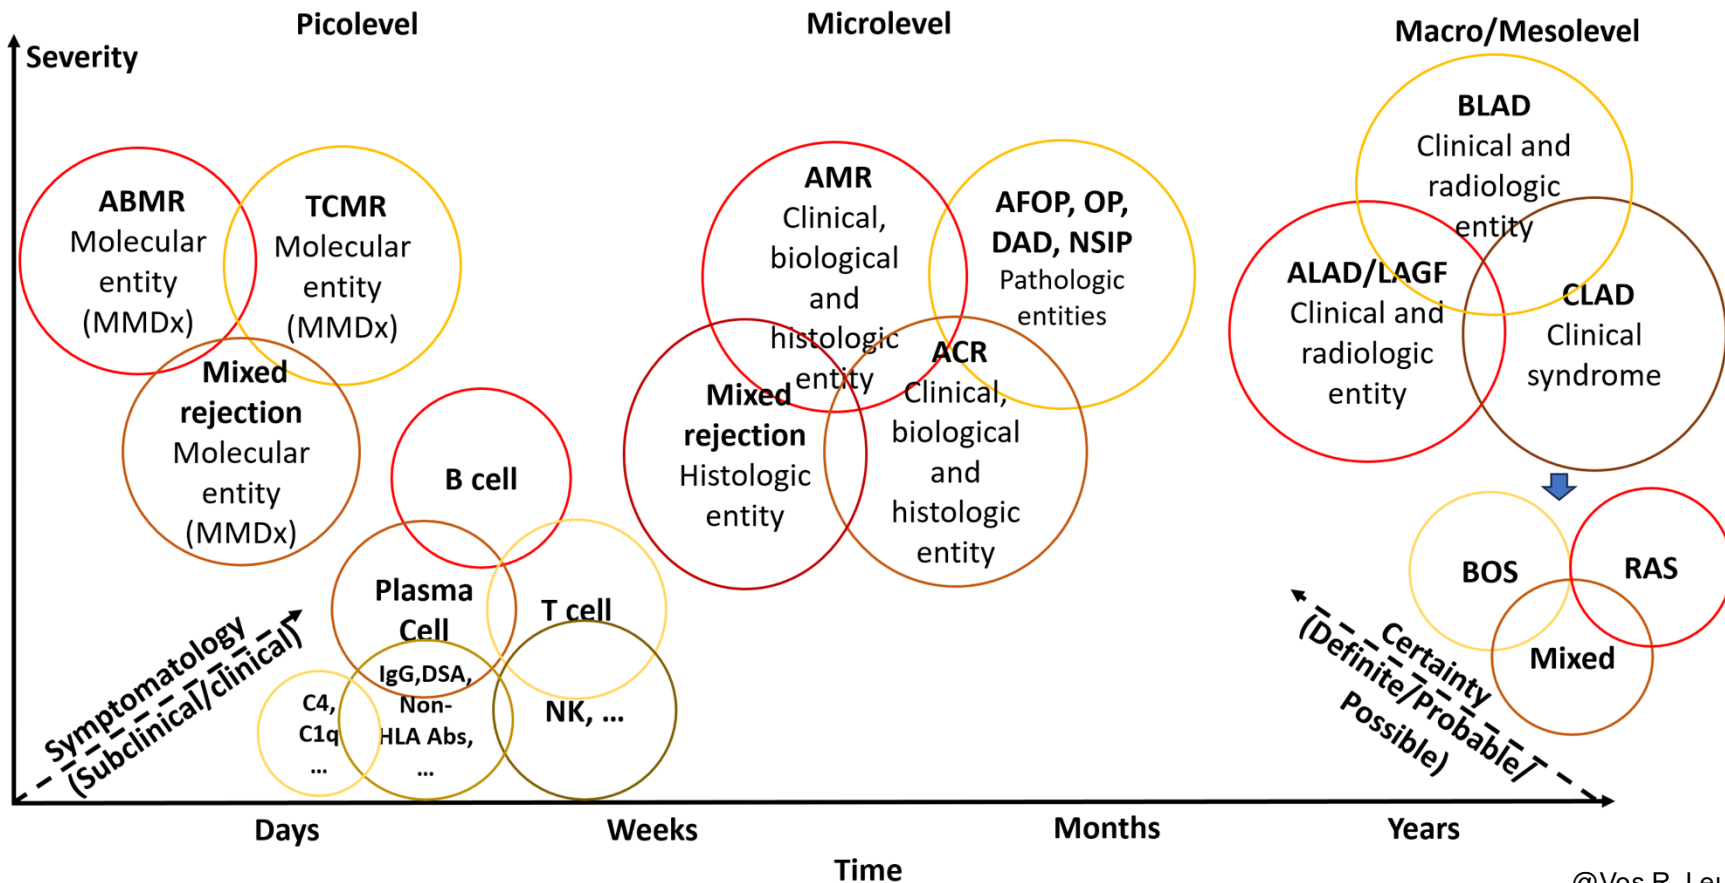 Picolevel
Microlevel
Macro/Mesolevel
Severity
ABMR
Molecular
entity
(MMDx)
TCMR
Molecular
entity
(MMDx)
Mixed
rejection
Molecular
entity
(MMDx)
B cell
Plasma
Cell
T cell
IgG,DSA,
Non-
HLA Abs,
...
C4,
C1q
...
NK, ...
Symptomatology
(Subclinical/clinical)
AMR
Clinical,
biological
and
histologic
entity
AFOP, OP,
DAD, NSIP
Pathologic
entities
Mixed
rejection
Histologic
entity
ACR
Clinical,
biological
and
histologic
entity
BLAD
Clinical and
radiologic
entity
ALAD/LAGF
Clinical and
radiologic
entity
CLAD
Clinical
syndrome
BOS
RAS
Mixed
Certainty
(Definite/Probable/
Possible)
Days
Weeks
Months
Years
Time
@Vos R, Leu